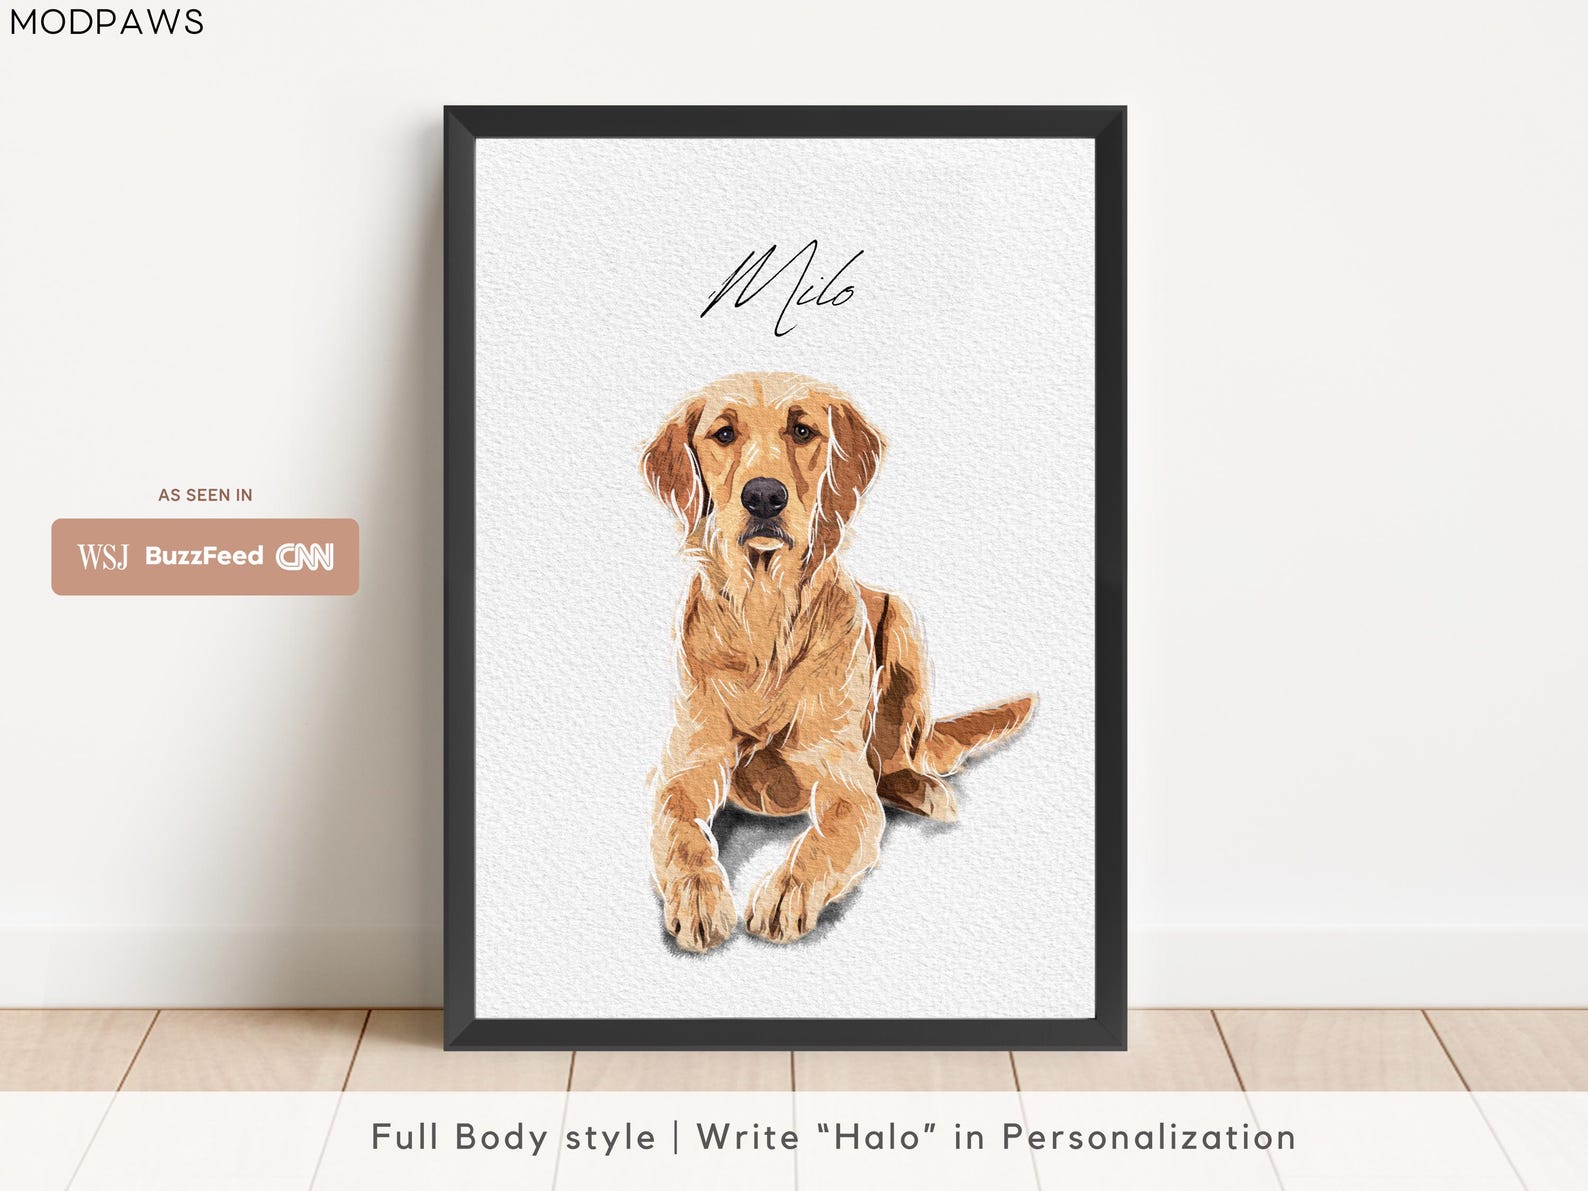 MODPAWS
Milo
AS SEEN IN
WSJ BuzzFeed CNN
Full Body style | Write “Halo” in Personalization